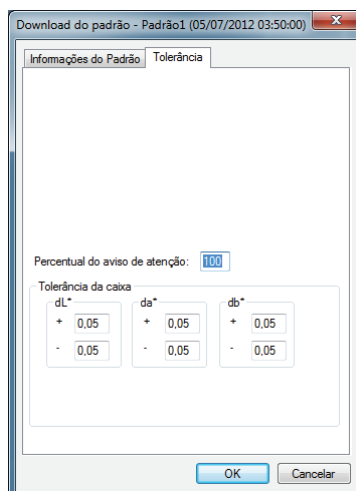 Download do padrão - Padrão1 (05/07/2012 03:50:00)
Informações do Padrão Tolerância
Percentual do aviso de atenção: 100
Tolerância da caixa
dL* da* db*
+ 0,05 + 0,05 + 0,05
- 0,05 - 0,05 - 0,05
OK Cancelar